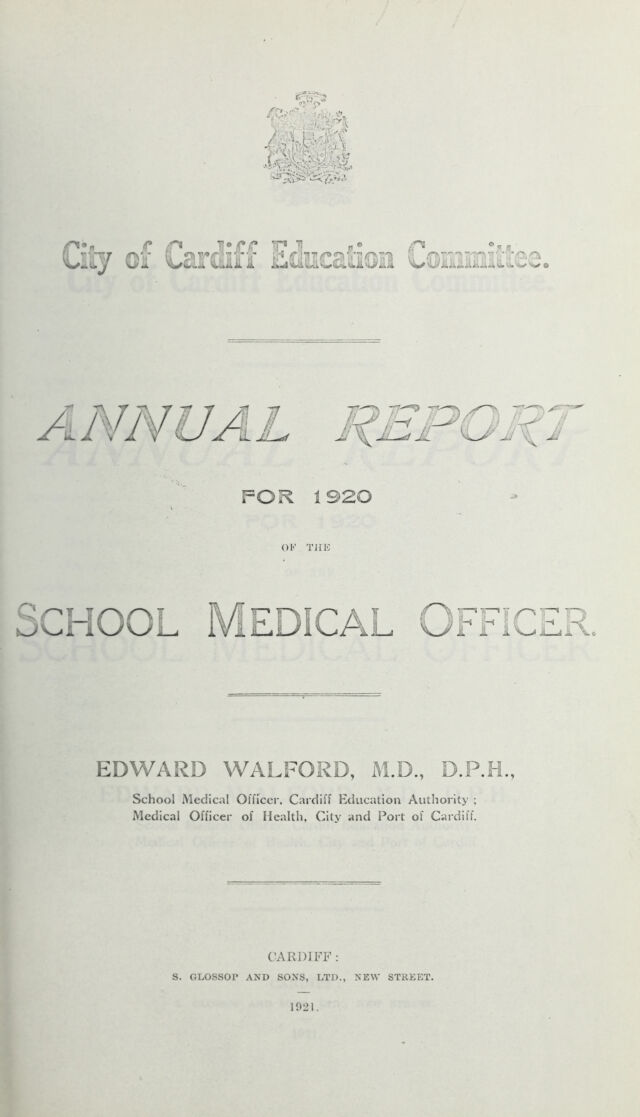 City of Cardiff Education Committee.
ANNUAL REPORT
FOR 1920
OF THE
SCHOOL MEDICAL OFFICER.
EDWARD WALFORD, M.D., D.P.H.,
School Medical Officer, Cardiff Education Authority ;
Medical Officer of Health, City and Port of Cardiff.
CARDIFF :
S. GLOSSOP AND SONS, LTD., NEW STREET.
1921.